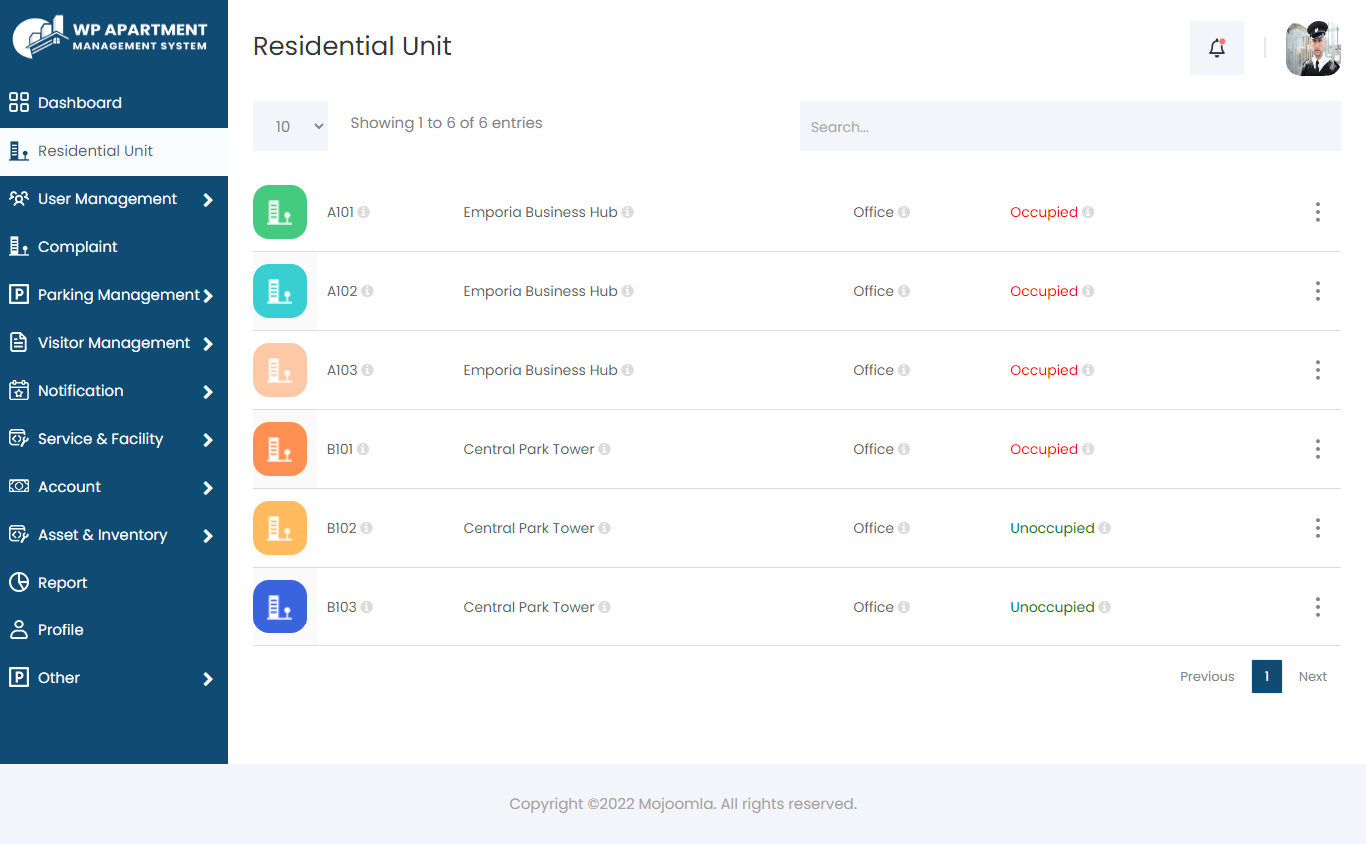 WP APARTMENT
MANAGEMENT SYSTEM
Dashboard
Residential Unit
User Management
Complaint
Parking Management
Visitor Management
Notification
Service & Facility
Account
Asset & Inventory
Report
Profile
Other
Residential Unit
10
Showing 1 to 6 of 6 entries
Search...
A101 Emporia Business Hub Office Occupied
A102 Emporia Business Hub Office Occupied
A103 Emporia Business Hub Office Occupied
B101 Central Park Tower Office Occupied
B102 Central Park Tower Office Unoccupied
B103 Central Park Tower Office Unoccupied
Previous 1 Next
Copyright ©2022 Mojoomla. All rights reserved.